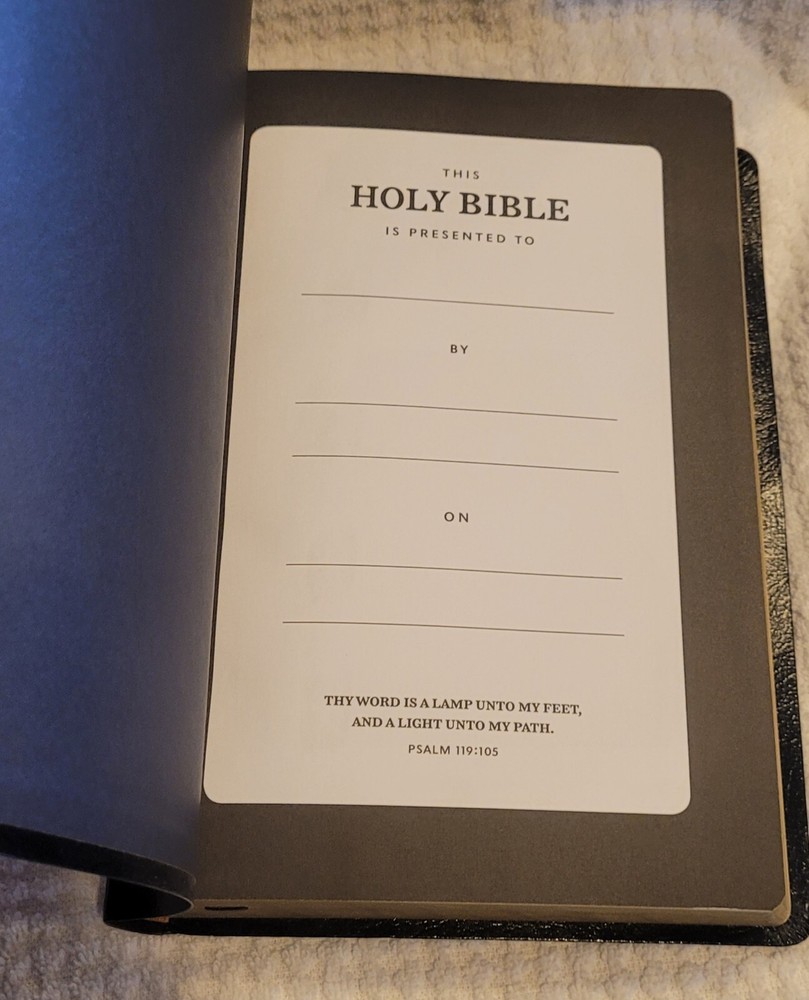 THIS
HOLY BIBLE
IS PRESENTED TO
BY
ON
THY WORD IS A LAMP UNTO MY FEET,
AND A LIGHT UNTO MY PATH.
PSALM 119:105